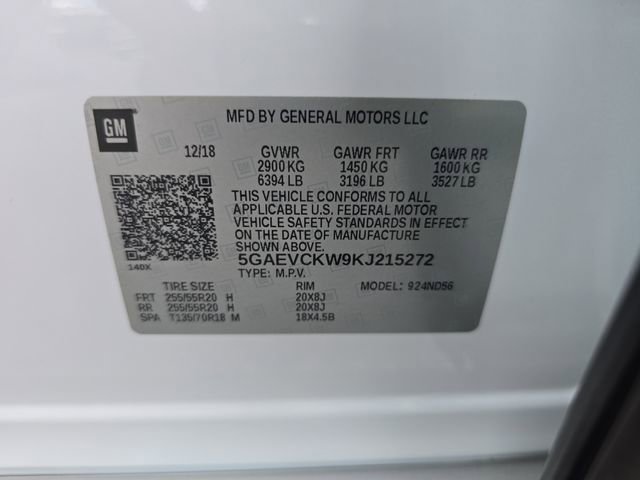 GM
MFD BY GENERAL MOTORS LLC
12/18 GVWR GAWR FRT GAWR RR
2900 KG 1450 KG 1600 KG
6394 LB 3196 LB 3527 LB
THIS VEHICLE CONFORMS TO ALL
APPLICABLE U.S. FEDERAL MOTOR
VEHICLE SAFETY STANDARDS IN EFFECT
ON THE DATE OF MANUFACTURE
SHOWN ABOVE.
140X 5GAEVCKW9KJ215272
TYPE: M.P.V.
TIRE SIZE RIM MODEL: 924ND56
FRT 255/55R20 H 20X8J
RR 255/55R20 H 20X8J
SPA T135/70R18 M 18X4.5B